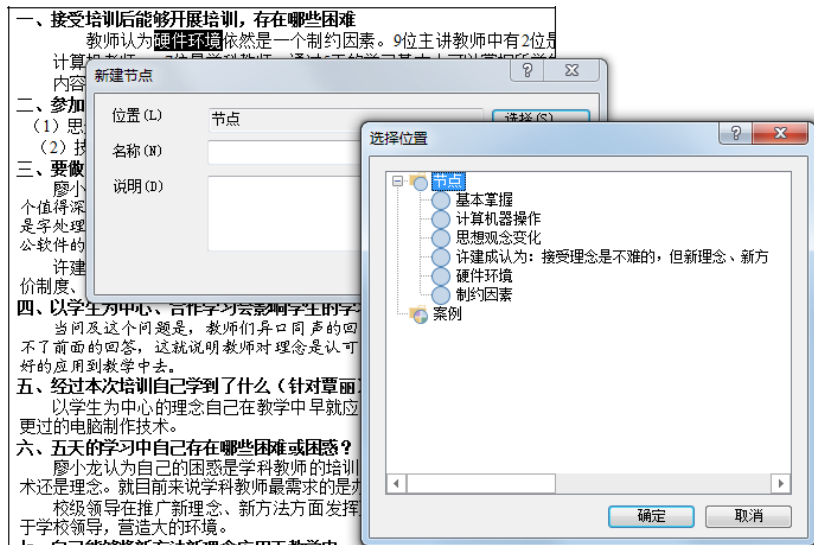 一、接受培训后能够开展培训，存在哪些困难
教师认为硬件环境依然是一个制约因素。9位主讲教师中有2位是
计算机老师
内容
二、参加
（1）思
（2）技
三、要做
廖小
个值得深
是字处理
公软件的
许建
价制度、
四、以学生为中心、合作学习会影响学生的学
当问及这个问题是，教师们异口同声的回
不了前面的回答，这就说明教师对理念是认可
好的应用到教学中去。
五、经过本次培训自己学到了什么（针对覃丽
以学生为中心的理念自己在教学中早就应
更过的电脑制作技术。
六、五天的学习中自己存在哪些困难或困惑？
廖小龙认为自己的困惑是学科教师的培训
术还是理念。就目前来说学科教师最需求的是
校级领导在推广新理念、新方法方面发挥
于学校领导，营造大的环境。
新建节点
位置(L)
节点
选择(S)
名称(N)
说明(D)
选择位置
节点
基本掌握
计算机器操作
思想观念变化
许建成认为：接受理念是不难的，但新理念、新方
硬件环境
制约因素
案例
确定
取消